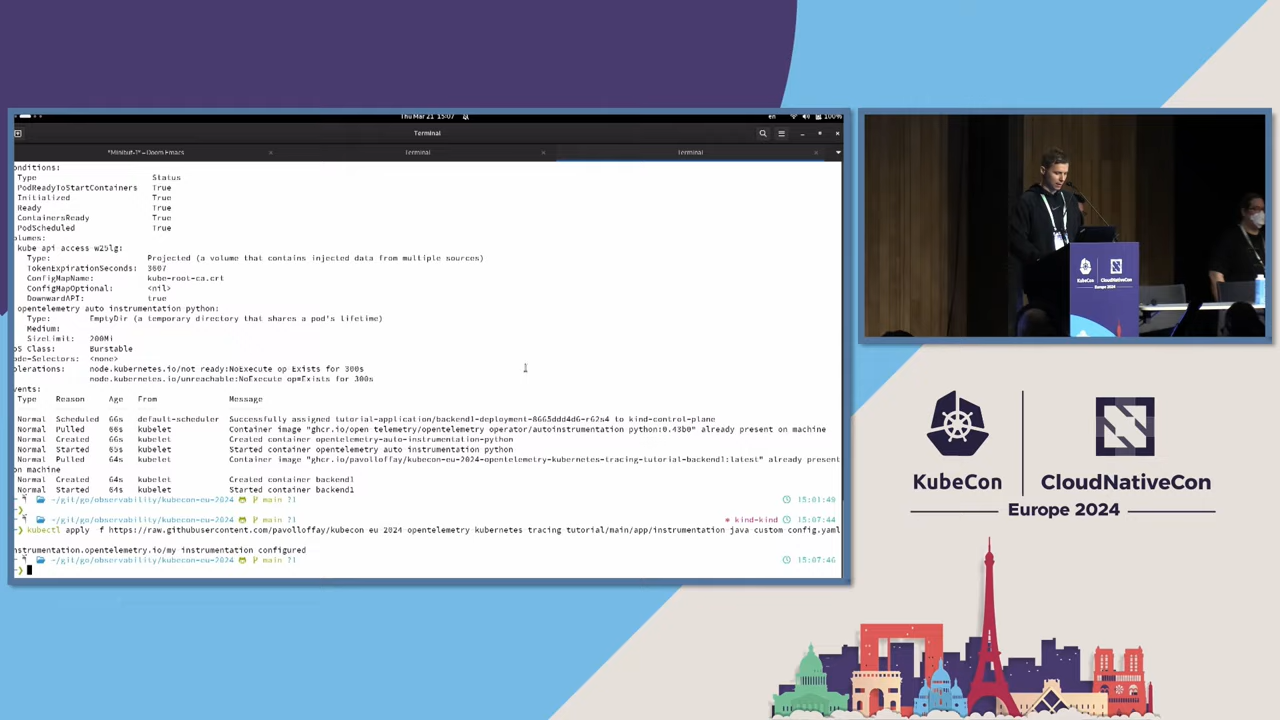 Thu Mar 21 15:07
en
100%
Terminal
*Minibuf-1* – Doom Emacs
Terminal
Terminal
onditions:
Type Status
PodReadyToStartContainers True
Initialized True
Ready True
ContainersReady True
PodScheduled True
olumes:
kube api access w25lg:
Type: Projected (a volume that contains injected data from multiple sources)
TokenExpirationSeconds: 3607
ConfigMapName: kube-root-ca.crt
ConfigMapOptional: <nil>
DownwardAPI: true
opentelemetry auto instrumentation python:
Type: EmptyDir (a temporary directory that shares a pod's lifetime)
Medium:
SizeLimit: 200Mi
oS Class: Burstable
ode-Selectors: <none>
olerations: node.kubernetes.io/not ready:NoExecute op Exists for 300s
node.kubernetes.io/unreachable:NoExecute op=Exists for 300s
vents:
Type Reason Age From Message
Normal Scheduled 66s default-scheduler Successfully assigned tutorial-application/backend1-deployment-8665ddd4d6-r62s4 to kind-control-plane
Normal Pulled 66s kubelet Container image "ghcr.io/open telemetry/opentelemetry operator/autoinstrumentation python:0.43b0" already present on machine
Normal Created 66s kubelet Created container opentelemetry-auto-instrumentation-python
Normal Started 65s kubelet Started container opentelemetry auto instrumentation python
Normal Pulled 64s kubelet Container image "ghcr.io/pavolloffay/kubecon-eu-2024-opentelemetry-kubernetes-tracing-tutorial-backend1:latest" already present
on machine
Normal Created 64s kubelet Created container backend1
Normal Started 64s kubelet Started container backend1
~/git/go/observability/kubecon-eu-2024 main ?1 15:01:49
~/git/go/observability/kubecon-eu-2024 main ?1 kind-kind 15:07:44
kubectl apply f https://raw.githubusercontent.com/pavolloffay/kubecon eu 2024 opentelemetry kubernetes tracing tutorial/main/app/instrumentation java custom config.yaml
nstrumentation.opentelemetry.io/my instrumentation configured
~/git/go/observability/kubecon-eu-2024 main ?1 15:07:46
KubeCon
Europe 2024
KubeCon CloudNativeCon
Europe 2024